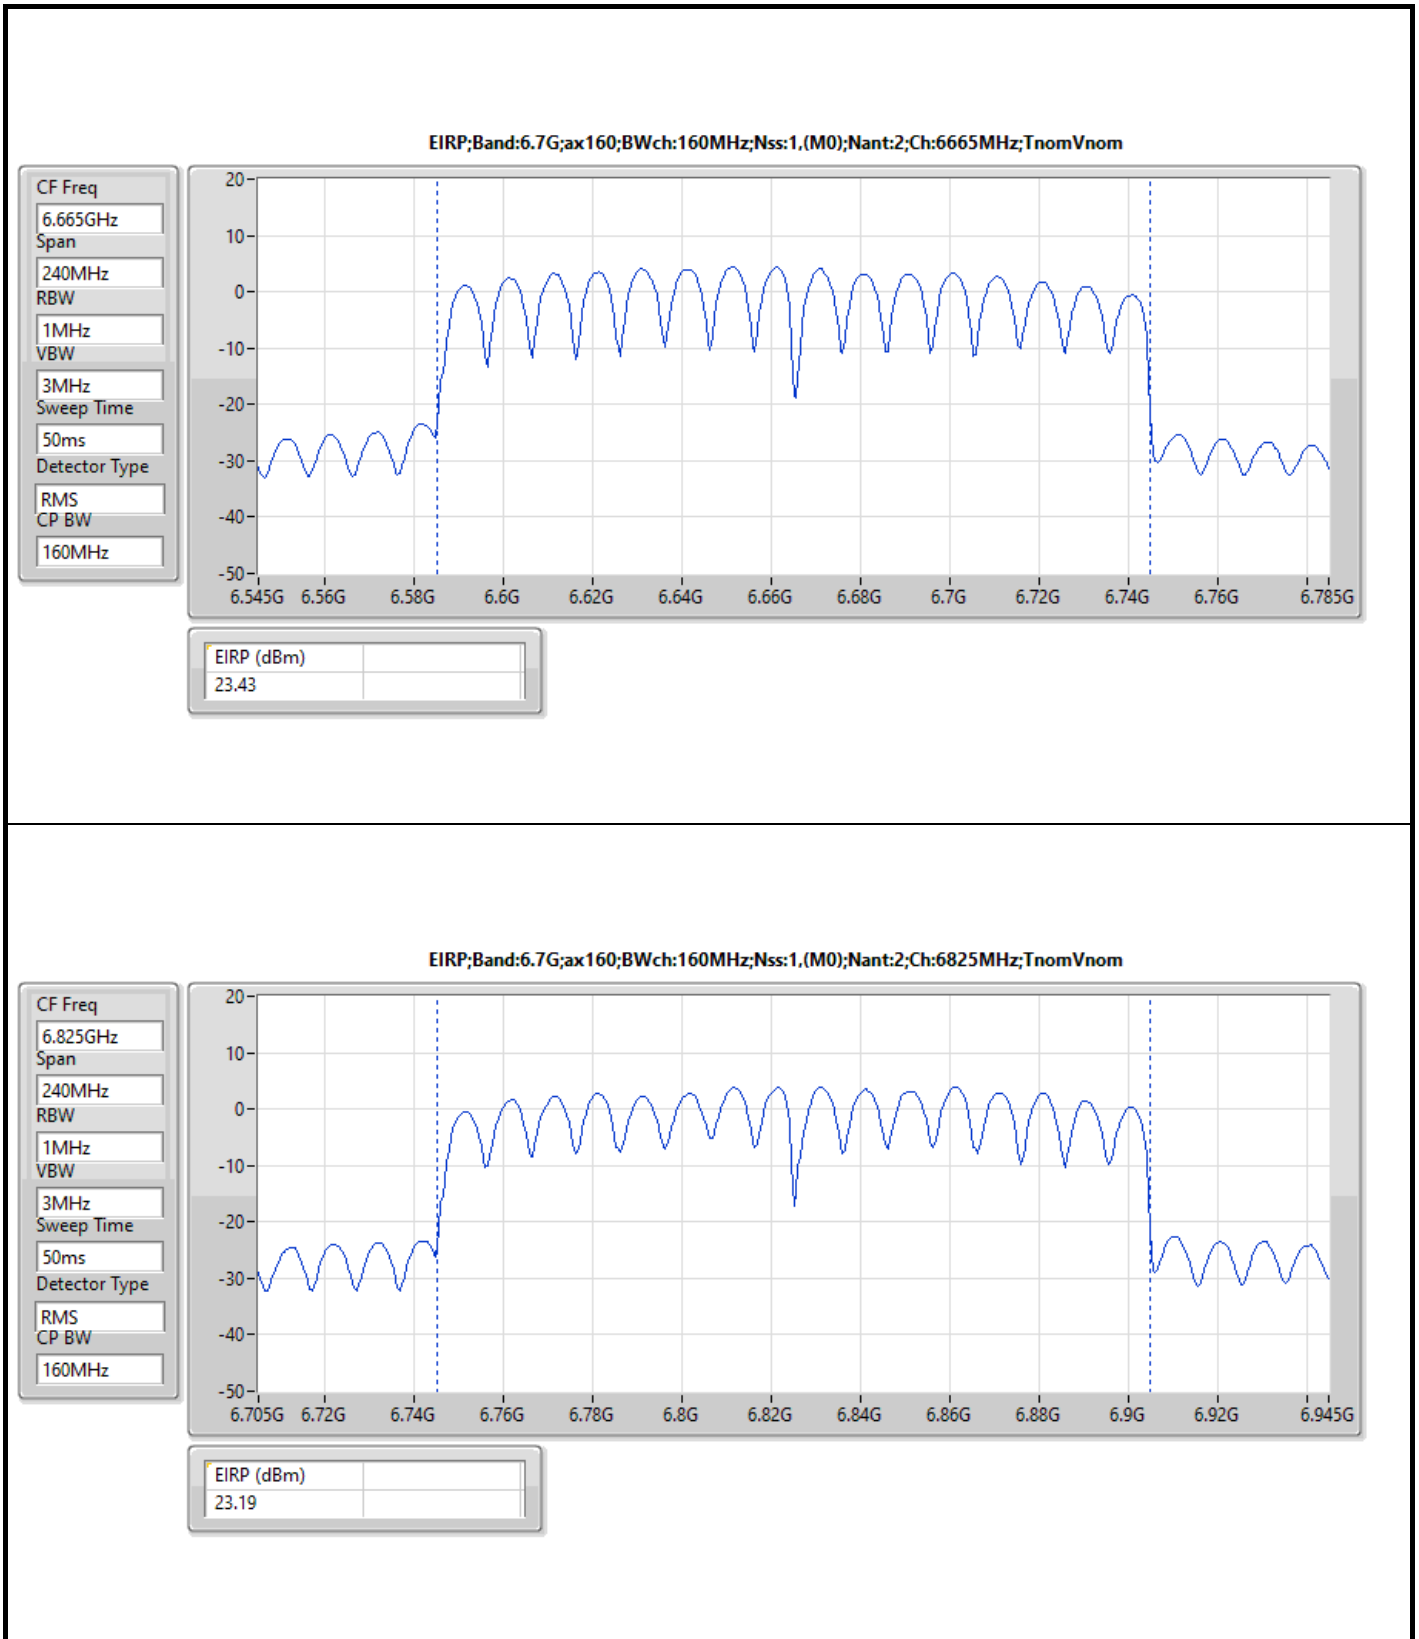 EIRP;Band:6.7G;ax160;BWch:160MHz;Nss:1,(M0);Nant:2;Ch:6665MHz;TnomVnom
CF Freq
6.665GHz
Span
240MHz
RBW
1MHz
VBW
3MHz
Sweep Time
50ms
Detector Type
RMS
CP BW
160MHz
20
10
0
-10
-20
-30
-40
-50
6.545G 6.56G 6.58G 6.6G 6.62G 6.64G 6.66G 6.68G 6.7G 6.72G 6.74G 6.76G 6.785G
EIRP (dBm)
23.43
EIRP;Band:6.7G;ax160;BWch:160MHz;Nss:1,(M0);Nant:2;Ch:6825MHz;TnomVnom
CF Freq
6.825GHz
Span
240MHz
RBW
1MHz
VBW
3MHz
Sweep Time
50ms
Detector Type
RMS
CP BW
160MHz
20
10
0
-10
-20
-30
-40
-50
6.705G 6.72G 6.74G 6.76G 6.78G 6.8G 6.82G 6.84G 6.86G 6.88G 6.9G 6.92G 6.945G
EIRP (dBm)
23.19